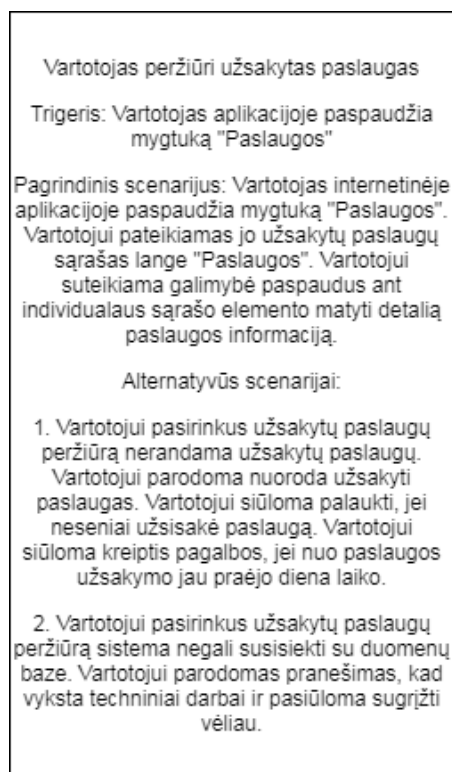 Vartotojas peržiūri užsakytas paslaugas
Trigeris: Vartotojas aplikacijoje paspaudžia
mygtuką "Paslaugos"
Pagrindinis scenarijus: Vartotojas internetinėje
aplikacijoje paspaudžia mygtuką "Paslaugos".
Vartotojui pateikiamas jo užsakytų paslaugų
sąrašas lange "Paslaugos". Vartotojui
suteikiama galimybė paspaudus ant
individualaus sąrašo elemento matyti detalią
paslaugos informaciją.
Alternatyvūs scenarijai:
1. Vartotojui pasirinkus užsakytų paslaugų
peržiūrą nerandama užsakytų paslaugų.
Vartotojui parodoma nuoroda užsakyti
paslaugas. Vartotojui siūloma palaukti, jei
neseniai užsisakė paslaugą. Vartotojui
siūloma kreiptis pagalbos, jei nuo paslaugos
užsakymo jau praėjo diena laiko.
2. Vartotojui pasirinkus užsakytų paslaugų
peržiūrą sistema negali susisiekti su duomenų
baze. Vartotojui parodomas pranešimas, kad
vyksta techniniai darbai ir pasiūloma sugrįžti
vėliau.